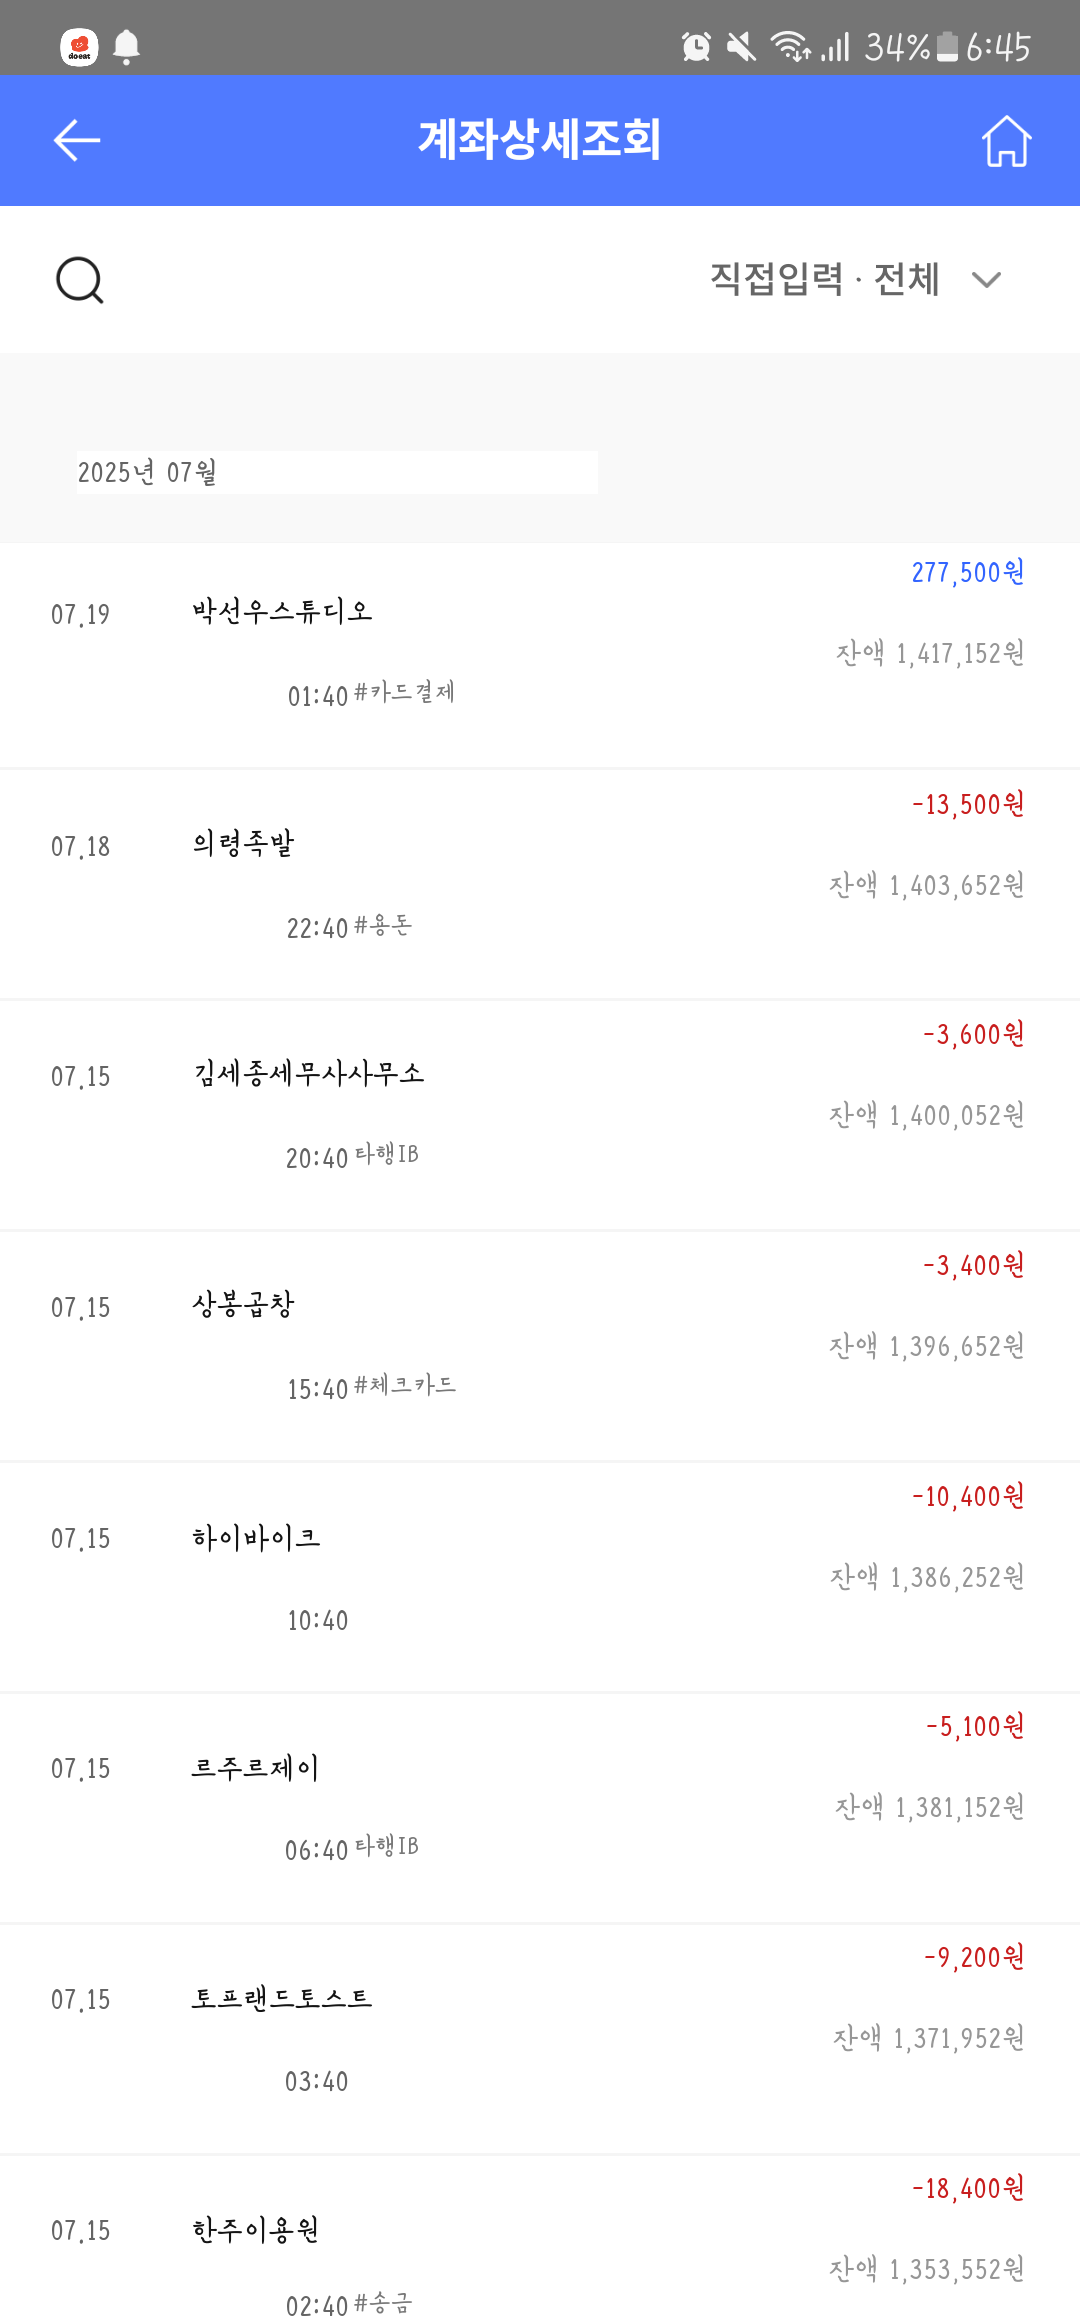 doeat 34% 6:45
계좌상세조회
직접입력 · 전체
2025년 07월
277,500원
07.19 박선우스튜디오
잔액 1,417,152원
01:40 #카드결제
-13,500원
07.18 의령족발
잔액 1,403,652원
22:40 #용돈
-3,600원
07.15 김세종세무사사무소
잔액 1,400,052원
20:40 타행IB
-3,400원
07.15 상봉곱창
잔액 1,396,652원
15:40 #체크카드
-10,400원
07.15 하이바이크
잔액 1,386,252원
10:40
-5,100원
07.15 르주르제이
잔액 1,381,152원
06:40 타행IB
-9,200원
07.15 토프랜드토스트
잔액 1,371,952원
03:40
-18,400원
07.15 한주이용원
잔액 1,353,552원
02:40 #송금